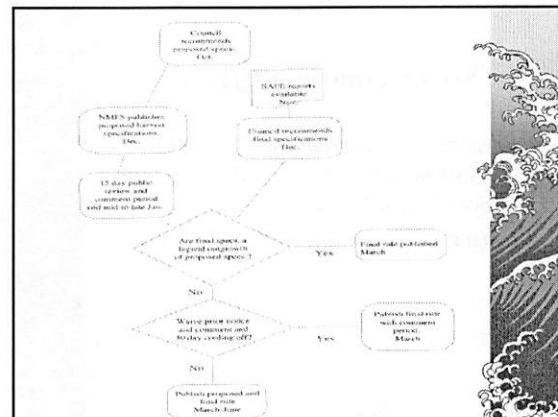 Council
recommends
proposed specs.
Oct.
SAFE reports
available
Nov.
NMFS publishes
proposed harvest
specifications.
Dec.
Council recommends
final specifications
Dec.
15 day public
review and
comment period
end mid to late Jan.
Are final specs. a
logical outgrowth
of proposed specs.?
Yes
Final rule published
March
No
Waive prior notice
and comment and
30 day cooling off?
Yes
Publish final rule
with comment
period.
March
No
Publish proposed and
final rule
March-June